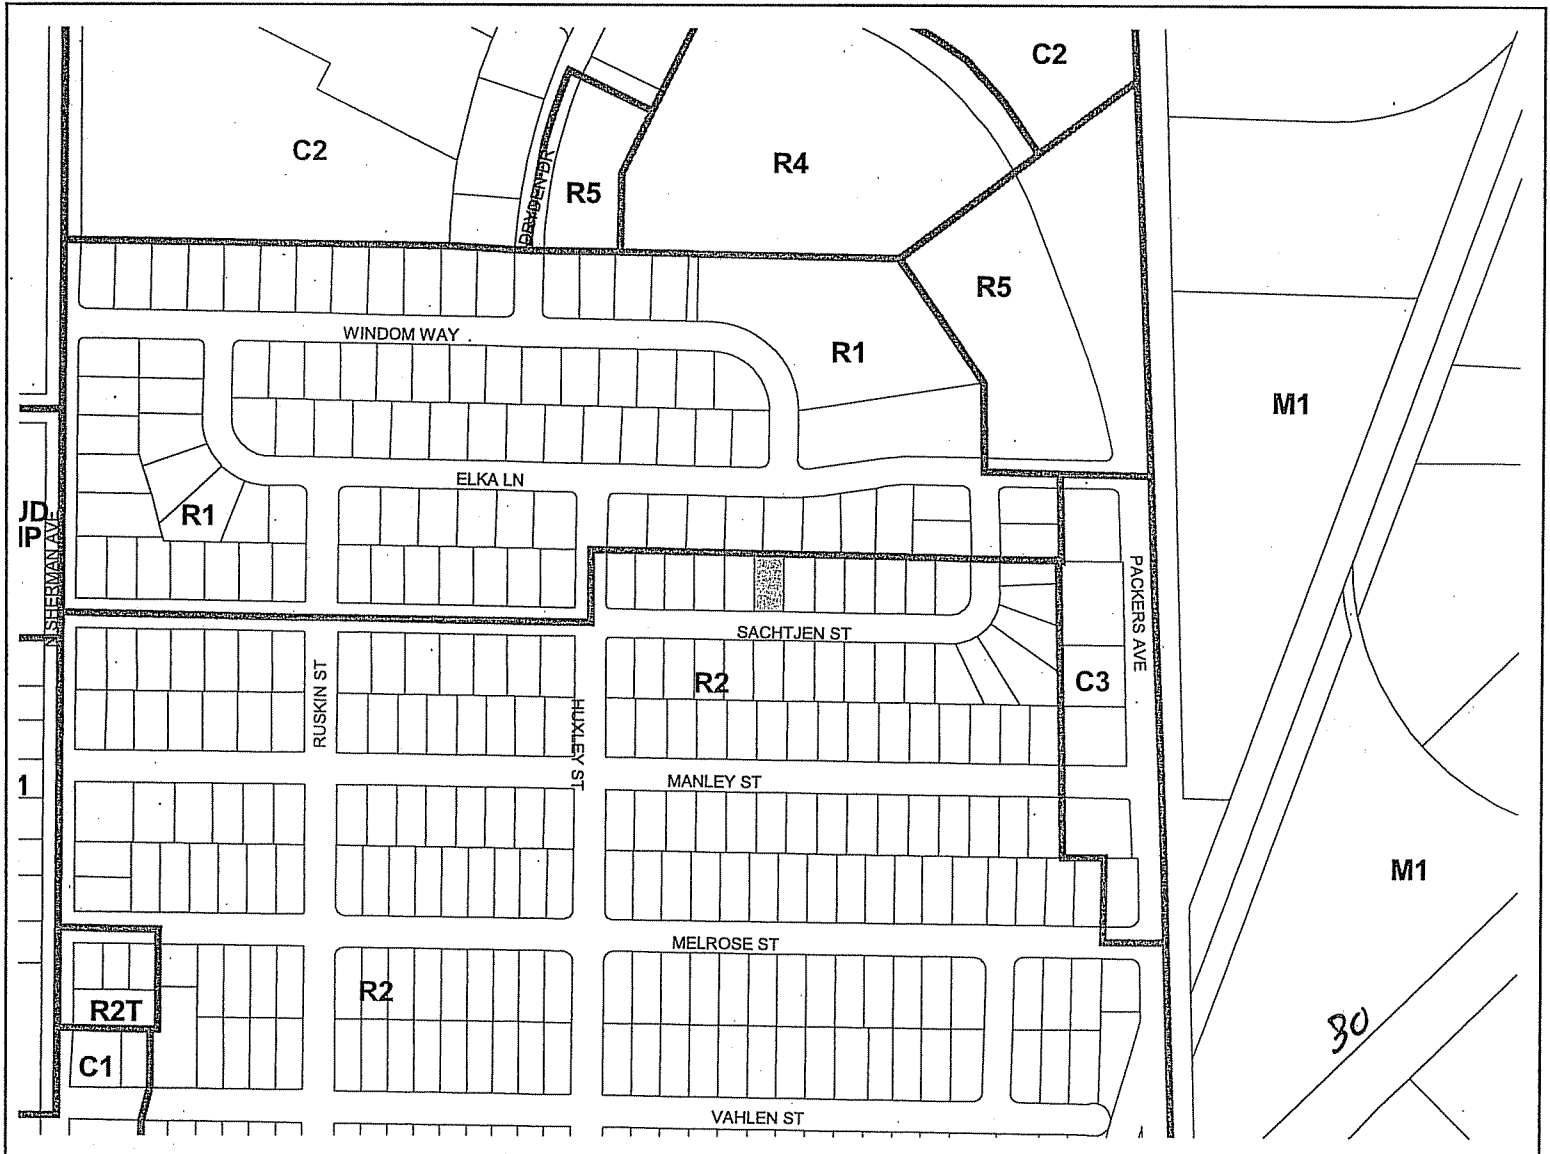 C2
C2
R4
R5
DRYDEN DR
R5
WINDOM WAY
R1
M1
ELKA LN
UD
IP
R1
N SHERMAN AVE
PACKERS AVE
SACHTJEN ST
R2
C3
RUSKIN ST
HUXLEY ST
MANLEY ST
1
M1
MELROSE ST
R2
R2T
30
C1
VAHLEN ST